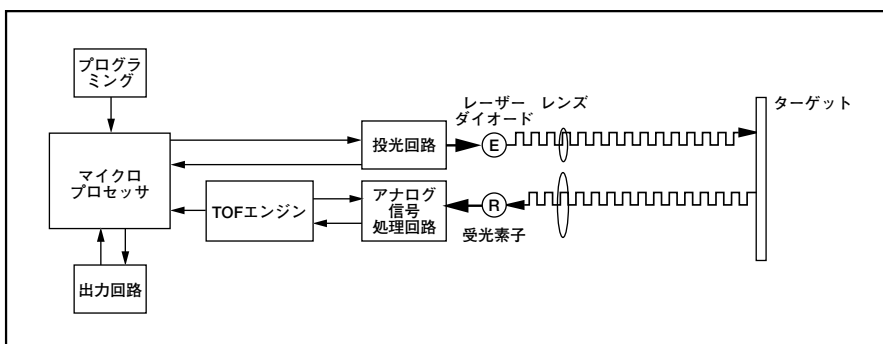 プログラ
ミング
レーザー
ダイオード
レンズ
ターゲット
投光回路
E
マイクロ
プロセッサ
TOFエンジン
アナログ
信号
処理回路
R
受光素子
出力回路